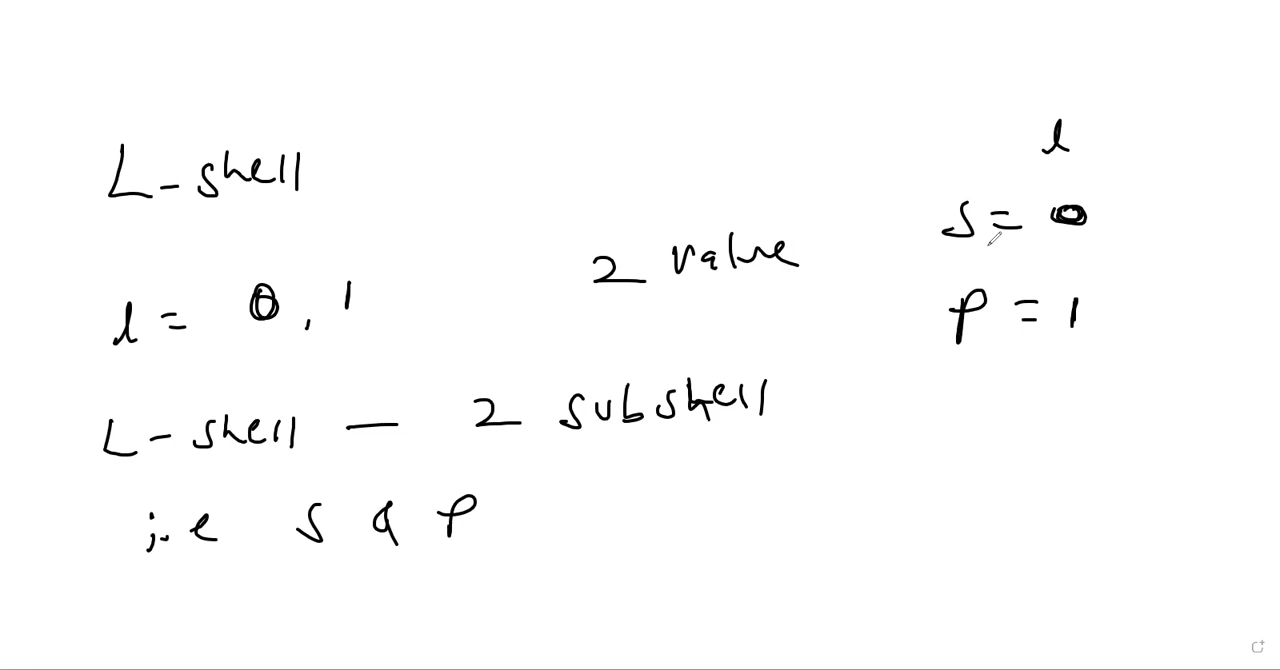 L-shell
l = 0, 1
2 value
L-shell — 2 subshell
i.e s & p
l
s = 0
p = 1